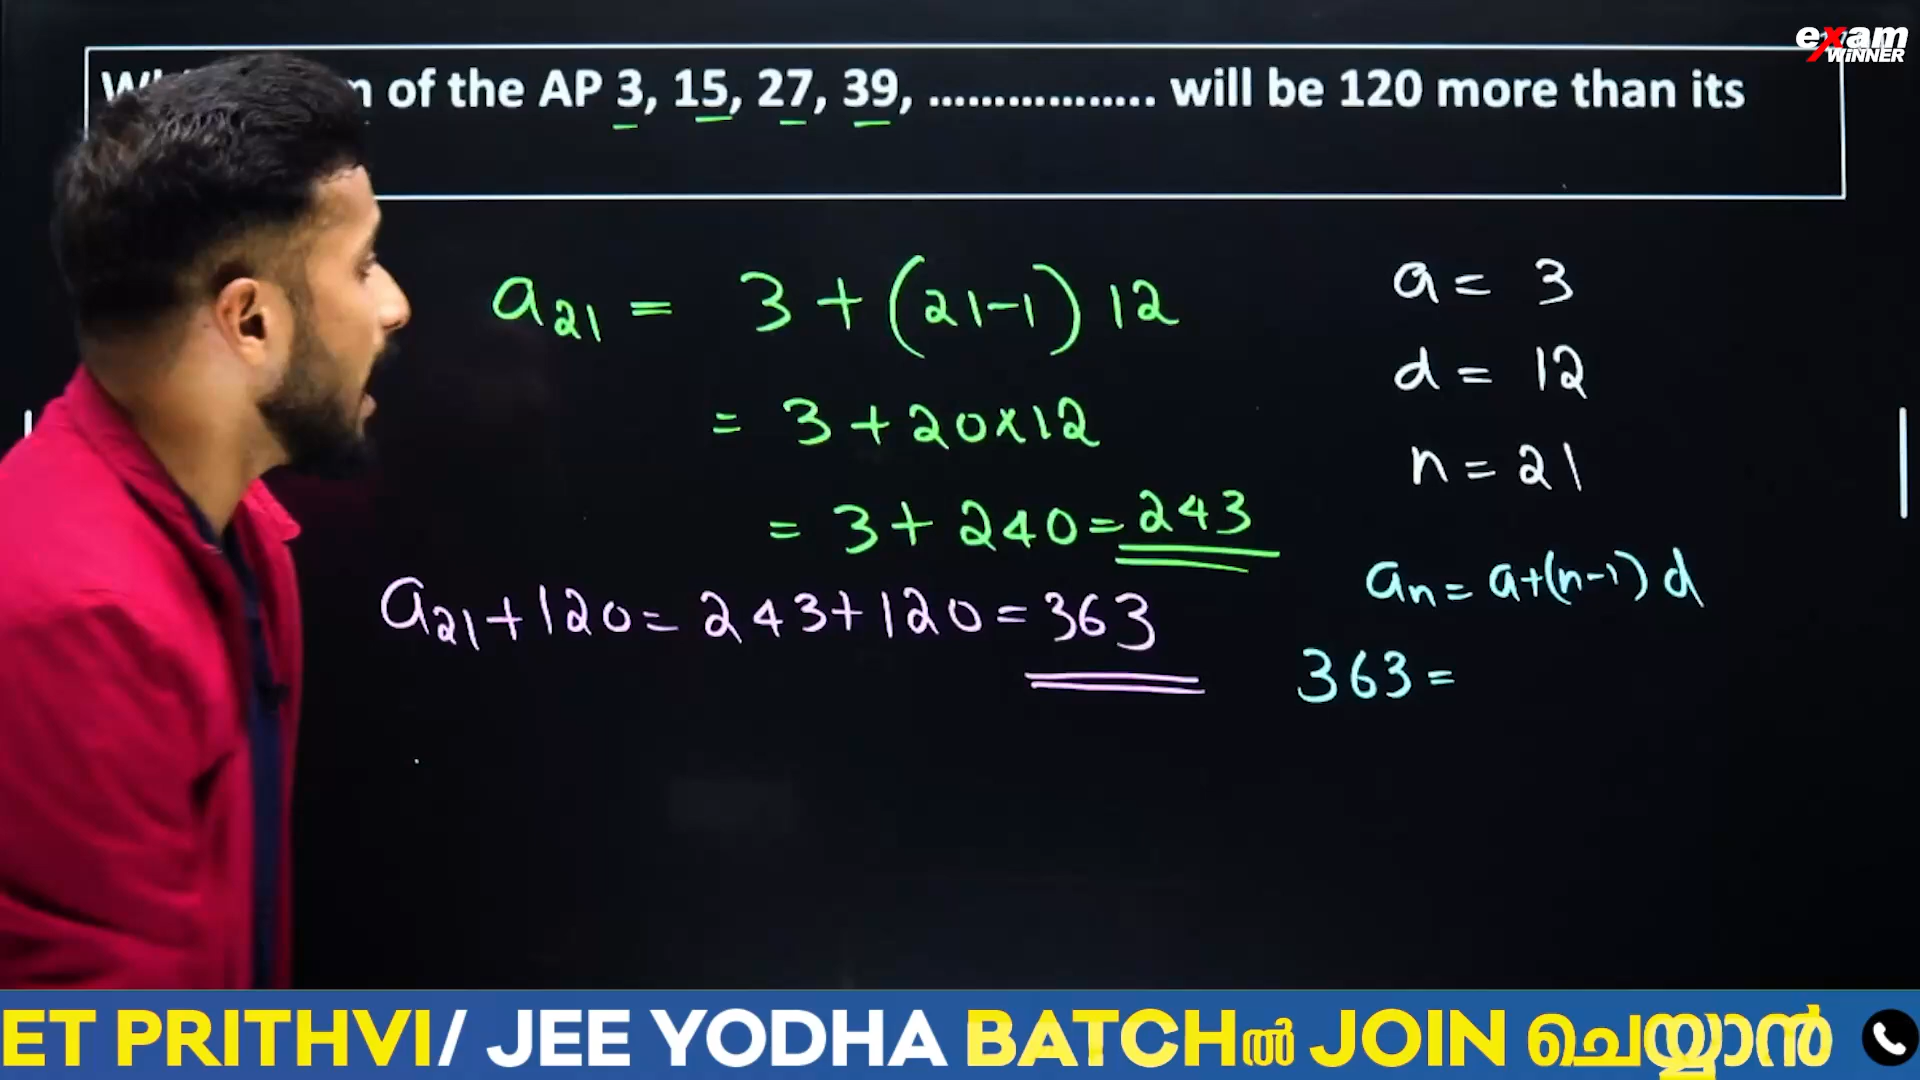 exam
WINNER
of the AP 3, 15, 27, 39, ................. will be 120 more than its
a₂₁ = 3 + (21-1) 12
= 3 + 20×12
= 3 + 240 = 243
a₂₁ + 120 = 243 + 120 = 363
a = 3
d = 12
n = 21
aₙ = a+(n-1) d
363 =
ET PRITHVI/ JEE YODHA BATCHൽ JOIN ചെയ്യാൻ